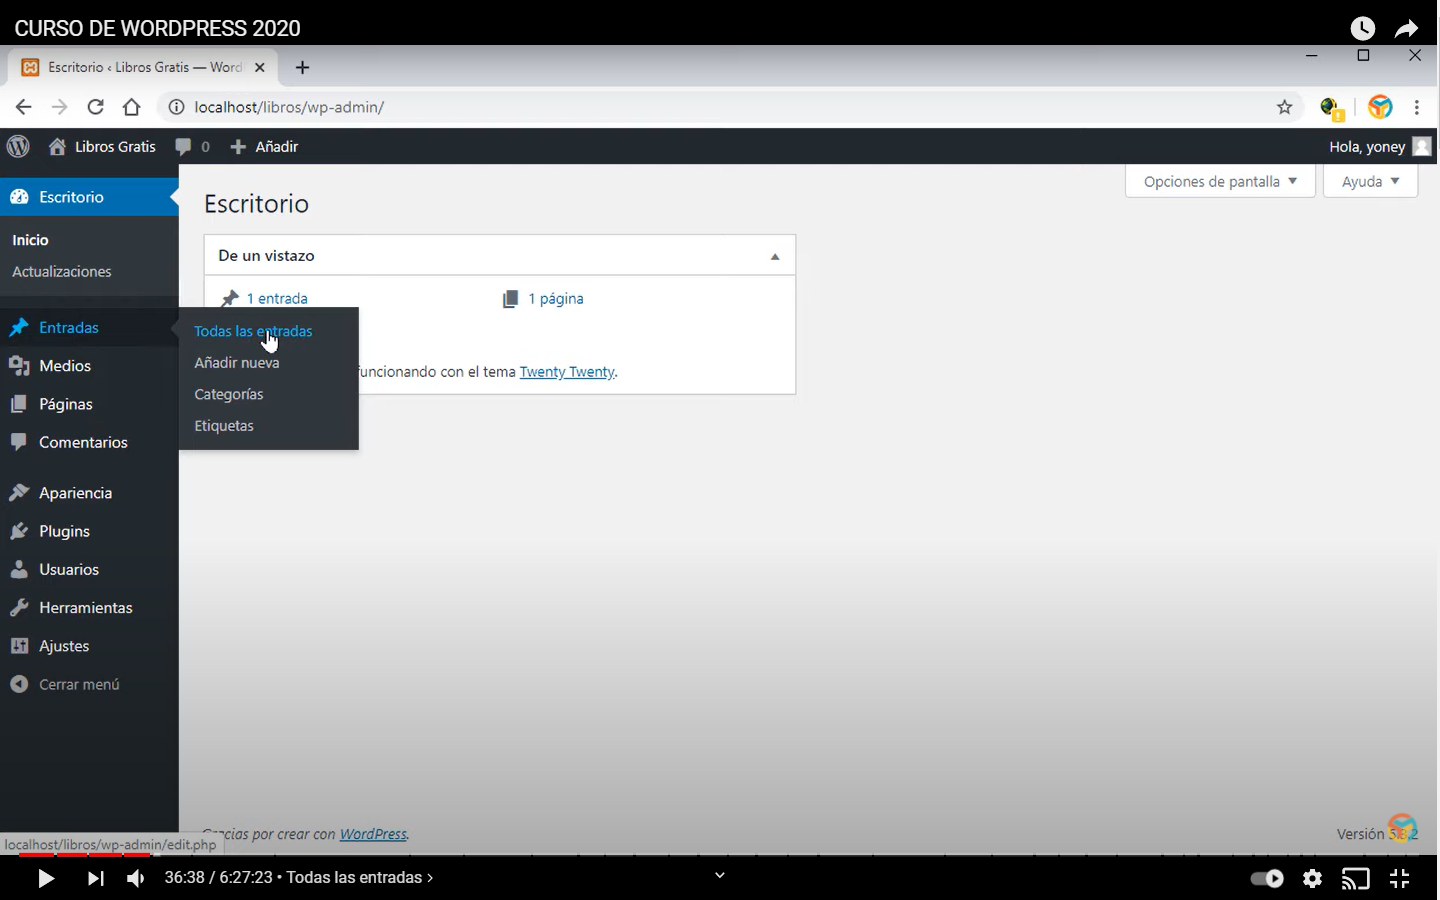 CURSO DE WORDPRESS 2020
Escritorio ‹ Libros Gratis — Word
localhost/libros/wp-admin/
Libros Gratis 0 Añadir Hola, yoney
Escritorio
Inicio
Actualizaciones
Entradas
Medios
Páginas
Comentarios
Apariencia
Plugins
Usuarios
Herramientas
Ajustes
Cerrar menú
Todas las entradas
Añadir nueva
Categorías
Etiquetas
Opciones de pantalla Ayuda
Escritorio
De un vistazo
1 entrada 1 página
funcionando con el tema Twenty Twenty.
Gracias por crear con WordPress.
Versión
localhost/libros/wp-admin/edit.php
36:38 / 6:27:23 • Todas las entradas ›